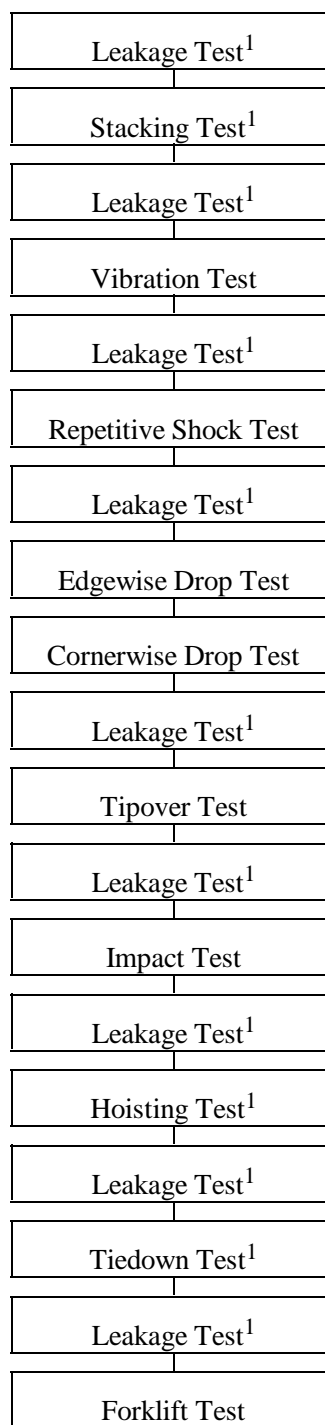 Leakage Test¹
Stacking Test¹
Leakage Test¹
Vibration Test
Leakage Test¹
Repetitive Shock Test
Leakage Test¹
Edgewise Drop Test
Cornerwise Drop Test
Leakage Test¹
Tipover Test
Leakage Test¹
Impact Test
Leakage Test¹
Hoisting Test¹
Leakage Test¹
Tiedown Test¹
Leakage Test¹
Forklift Test